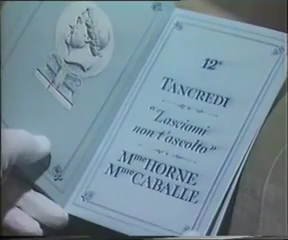 12e
TANCREDI
"Lasciami
non t'ascolto"
Mme HORNE
Mme CABALLE